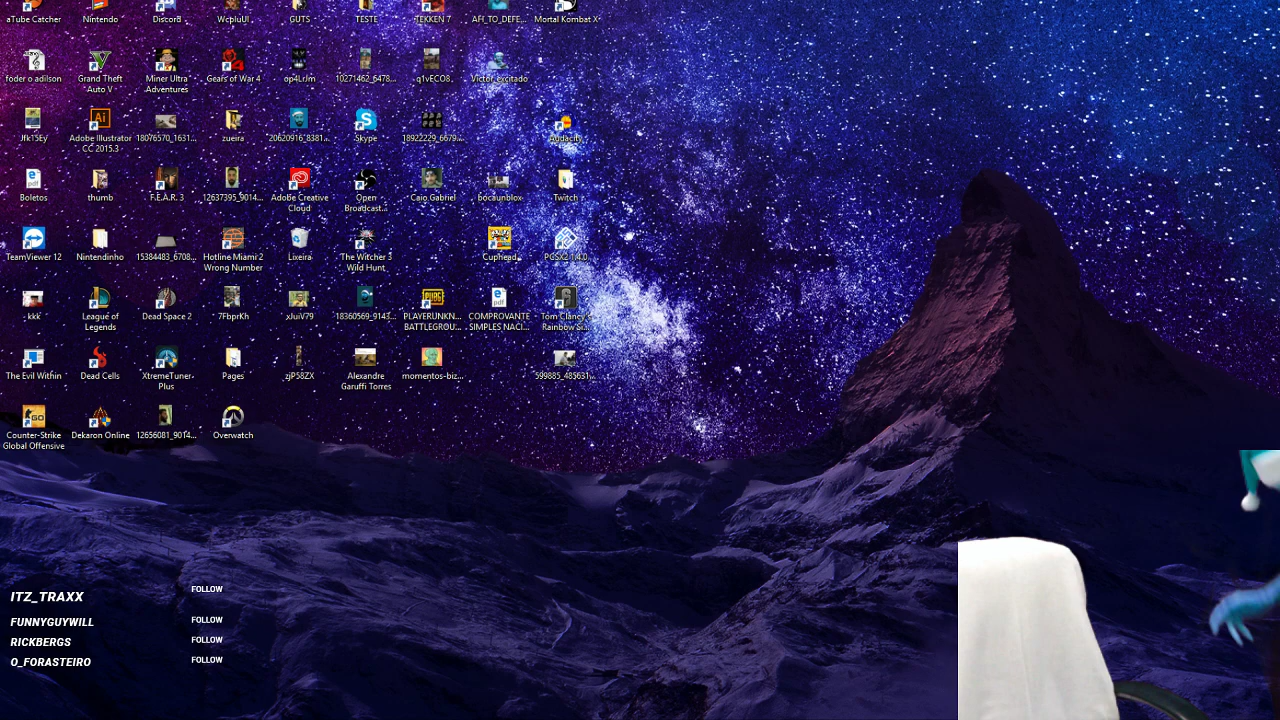 aTube Catcher
Nintendo
Discord
WcpIuUI
GUTS
TESTE
TEKKEN 7
AFI_TO_DEFE...
Mortal Kombat X
foder o adilson
Grand Theft
Auto V
Miner Ultra
Adventures
Gears of War 4
op4LrJm
10271462_6478...
q1vECO8
Victor_excitado
Jfk15Ey
Adobe Illustrator
CC 2015.3
18076570_1631...
zueira
20620916_8381...
Skype
18922229_6679...
Audacity
Boletos
thumb
F.E.A.R. 3
12637395_9014...
Adobe Creative
Cloud
Open
Broadcast...
Caio.Gabriel
bocaunblox
Twitch
TeamViewer 12
Nintendinho
15384483_6708...
Hotline Miami 2
Wrong Number
Lixeira
The Witcher 3
Wild Hunt
Cuphead
PCSX2 1.4.0
kkk
League of
Legends
Dead Space 2
7FbprKh
xJuiV79
18360569_1943...
PLAYERUNKN...
BATTLEGROU...
COMPROVANTE
SIMPLES NACI...
Tom Clancy's
Rainbow Si...
The Evil Within
Dead Cells
XtremeTuner
Plus
Pages
zjP58ZX
Alexandre
Garuffi Torres
momentos-biz...
599885_485631...
Counter-Strike
Global Offensive
Dekaron Online
12656081_9014...
Overwatch
ITZ_TRAXX FOLLOW
FUNNYGUYWILL FOLLOW
RICKBERGS FOLLOW
O_FORASTEIRO FOLLOW